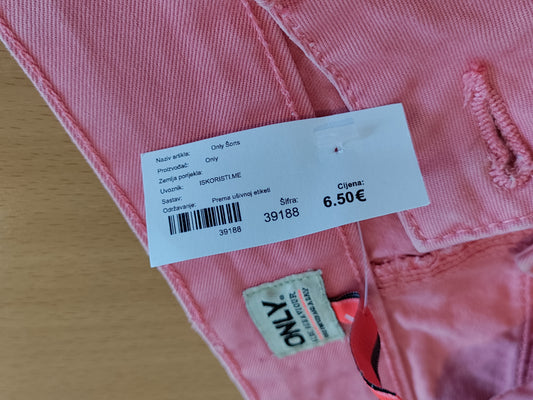 Naziv artikla: Only Šons
Proizvođač: Only
Zemlja porijekla:
Uvoznik: ISKORISTI.ME
Sastav:
Održavanje: Prema ušivnoj etiketi
39188
Šifra:
39188
Cijena:
6.50€
ONLY.